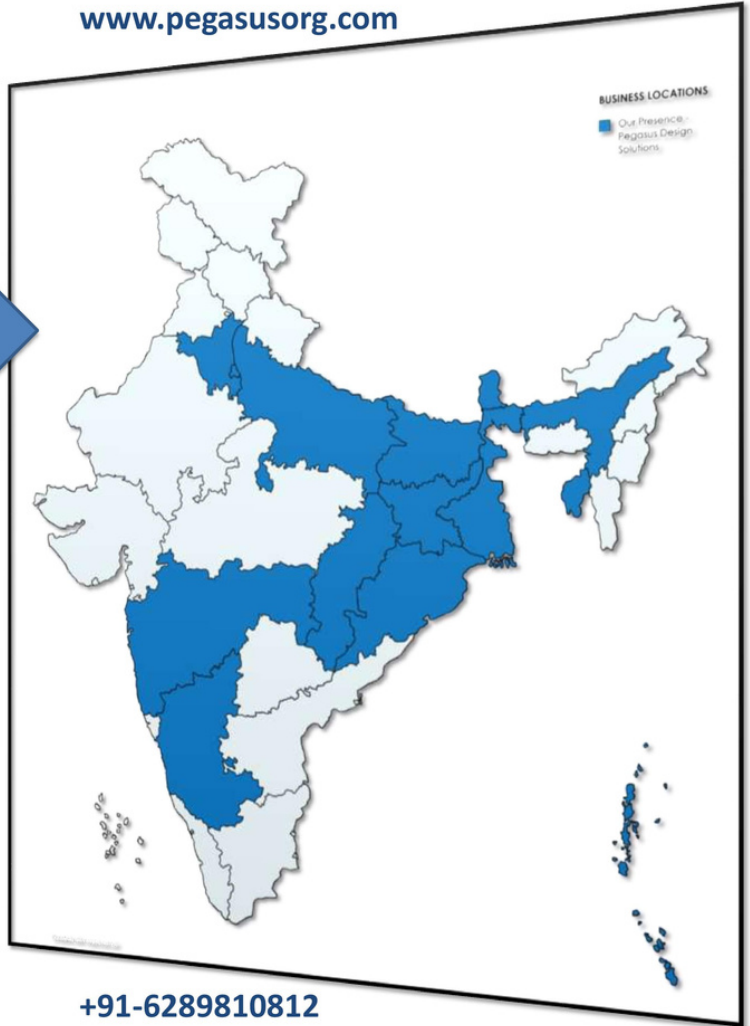 www.pegasusorg.com
BUSINESS LOCATIONS
Our Presence -
Pegasus Design
Solutions
+91-6289810812